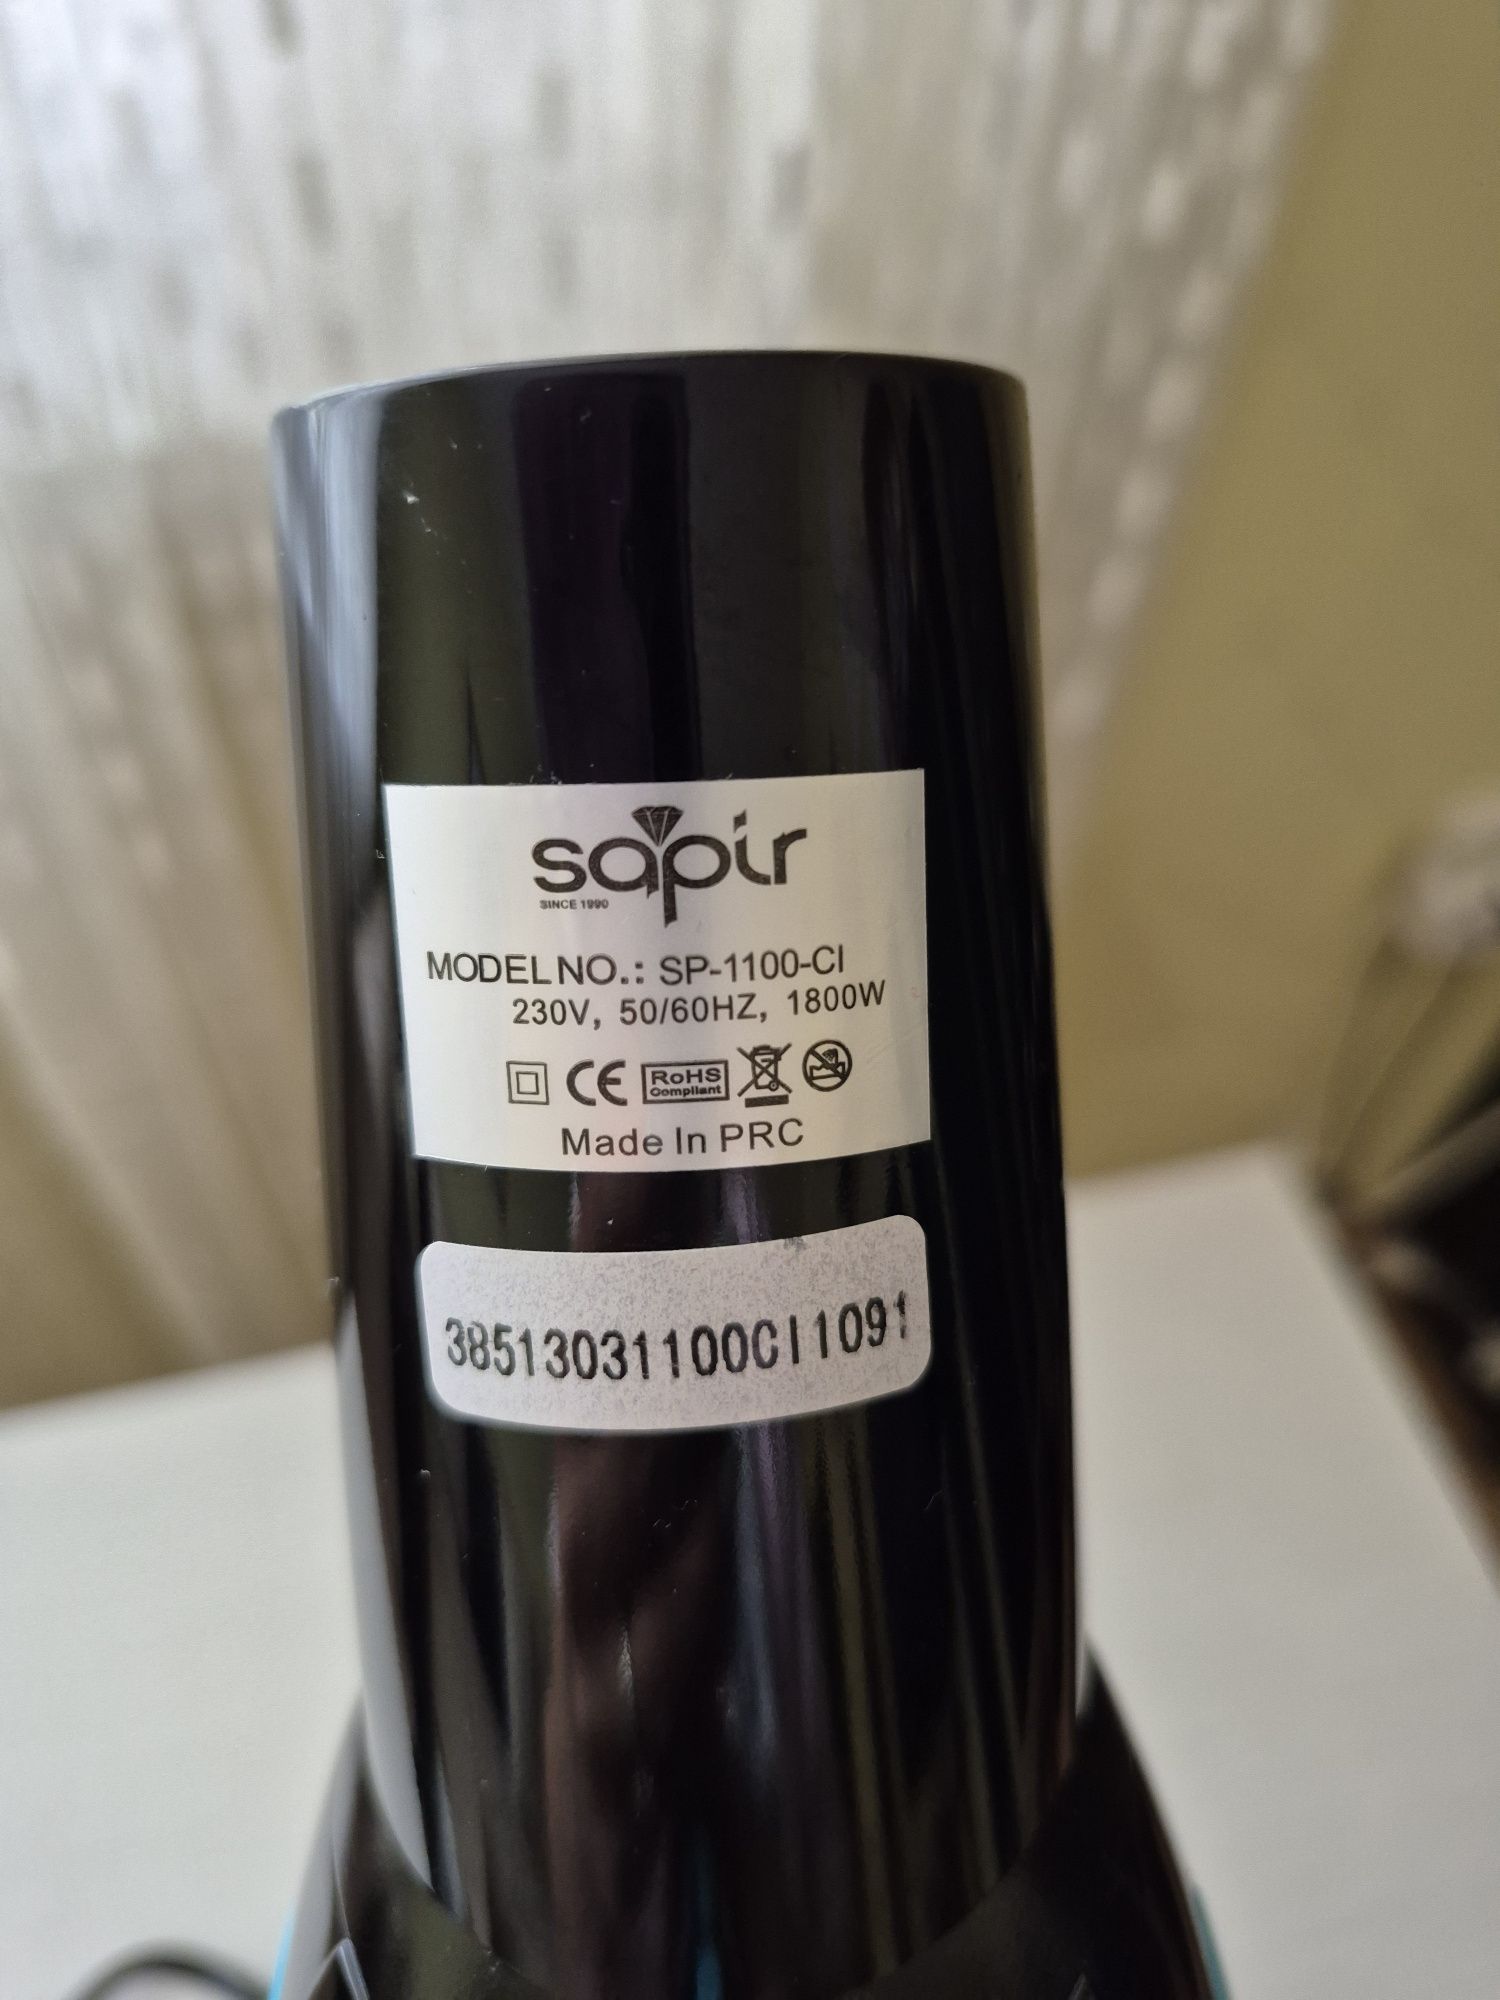 sapir
SINCE 1990
MODEL NO.: SP-1100-CI
230V, 50/60HZ, 1800W
CE RoHS
Compliant
Made In PRC
38513031100CI1091